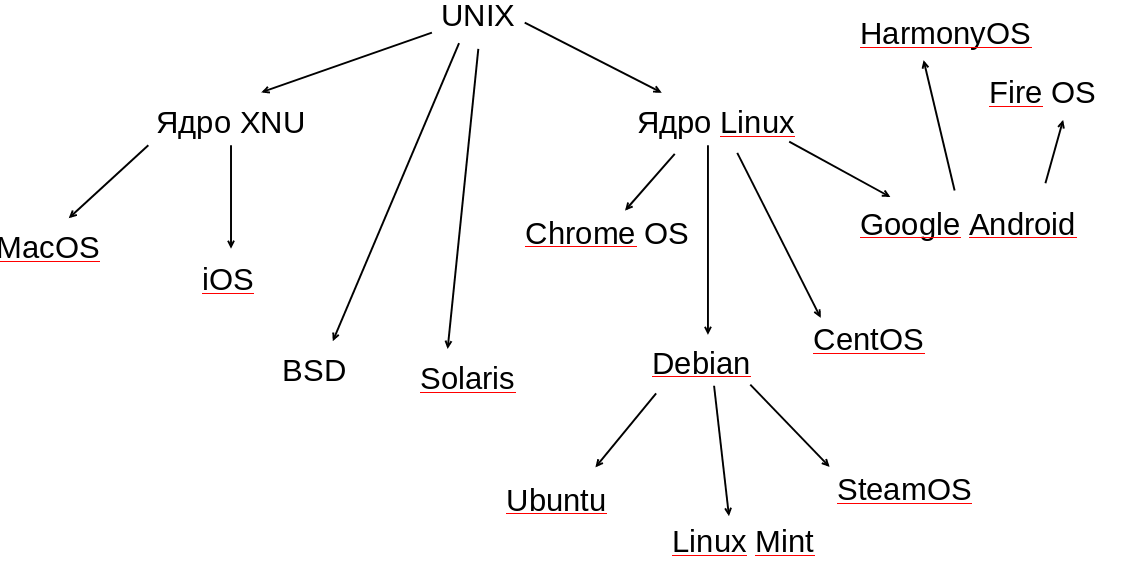 UNIX
HarmonyOS
Fire OS
Ядро XNU
Ядро Linux
Google Android
Chrome OS
MacOS
iOS
CentOS
Debian
BSD
Solaris
SteamOS
Ubuntu
Linux Mint